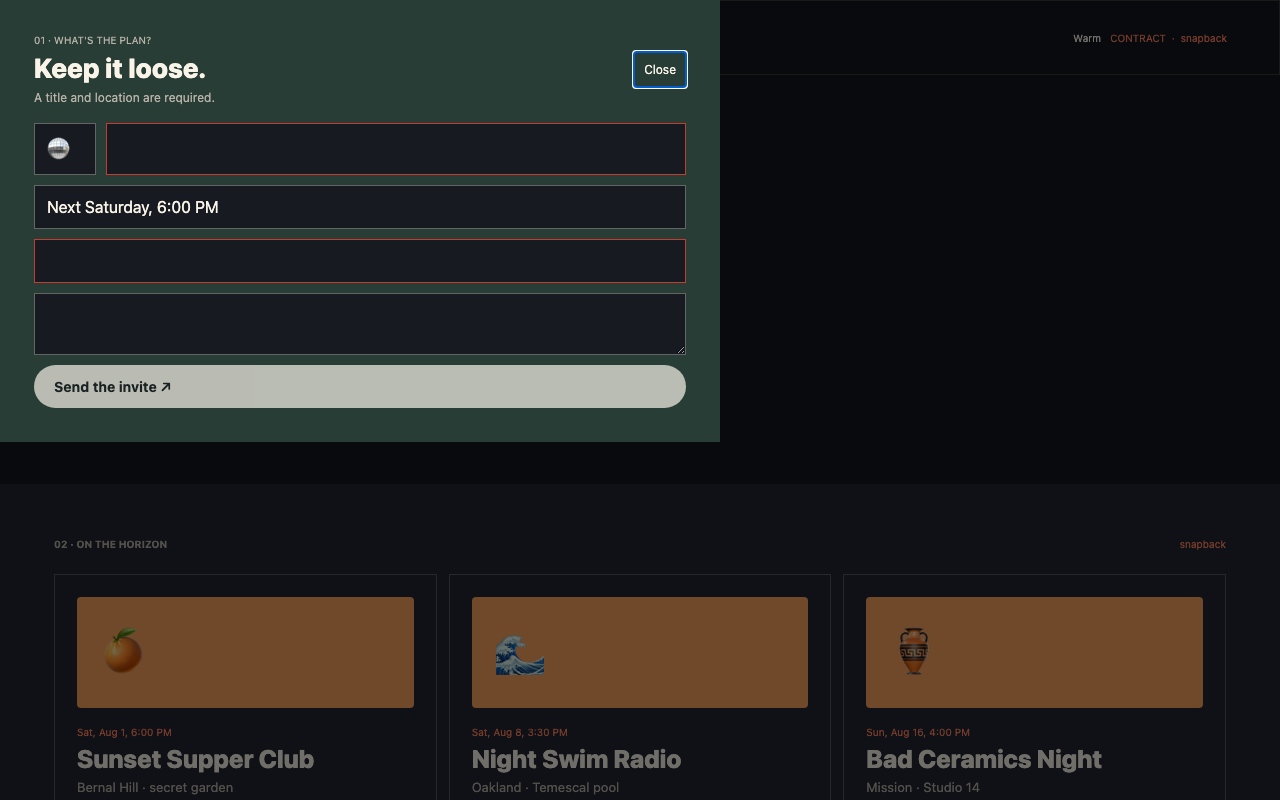 01 · WHAT'S THE PLAN?
Keep it loose.
A title and location are required.
Close
Warm CONTRACT · snapback
Next Saturday, 6:00 PM
Send the invite ↗
02 · ON THE HORIZON
snapback
Sat, Aug 1, 6:00 PM
Sunset Supper Club
Bernal Hill · secret garden
Sat, Aug 8, 3:30 PM
Night Swim Radio
Oakland · Temescal pool
Sun, Aug 16, 4:00 PM
Bad Ceramics Night
Mission · Studio 14